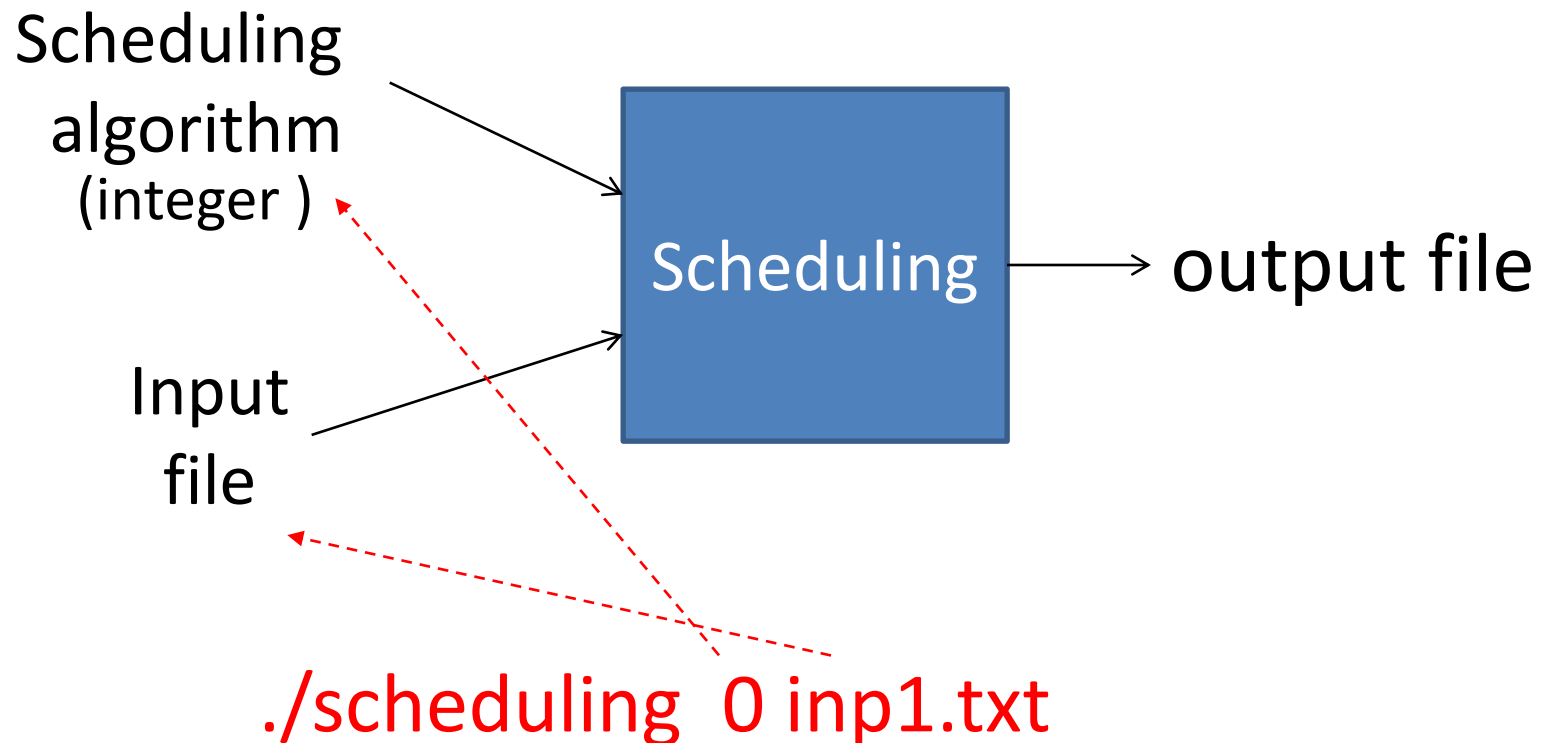 Scheduling
algorithm
(integer )
Input
file
Scheduling
output file
./scheduling 0 inp1.txt